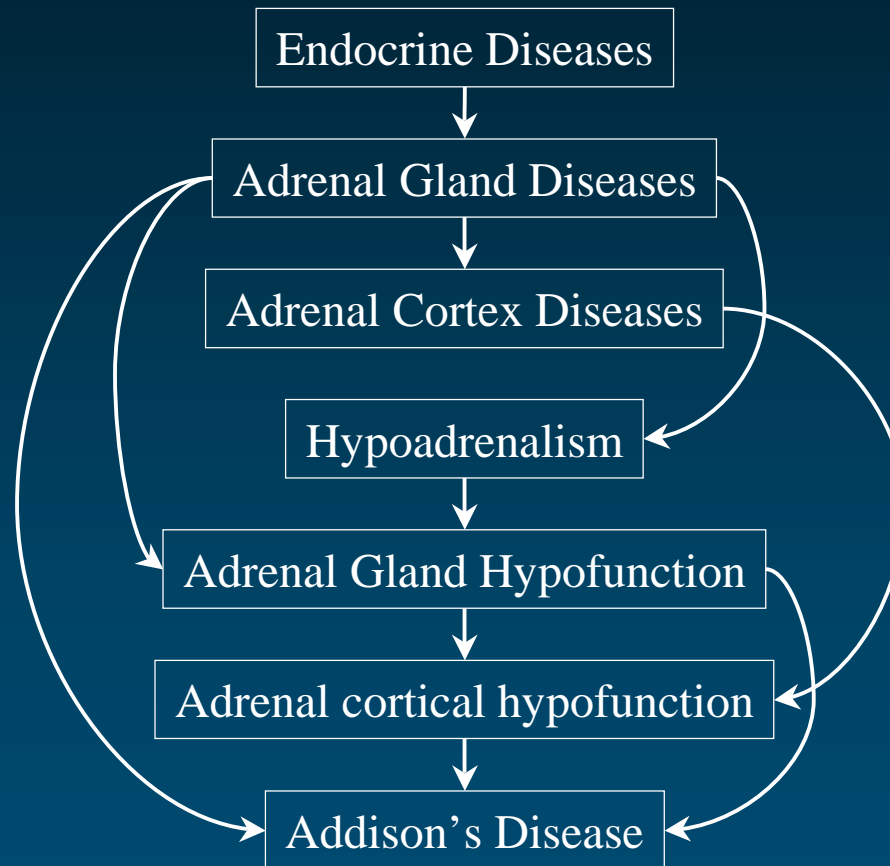 Endocrine Diseases
Adrenal Gland Diseases
Adrenal Cortex Diseases
Hypoadrenalism
Adrenal Gland Hypofunction
Adrenal cortical hypofunction
Addison’s Disease